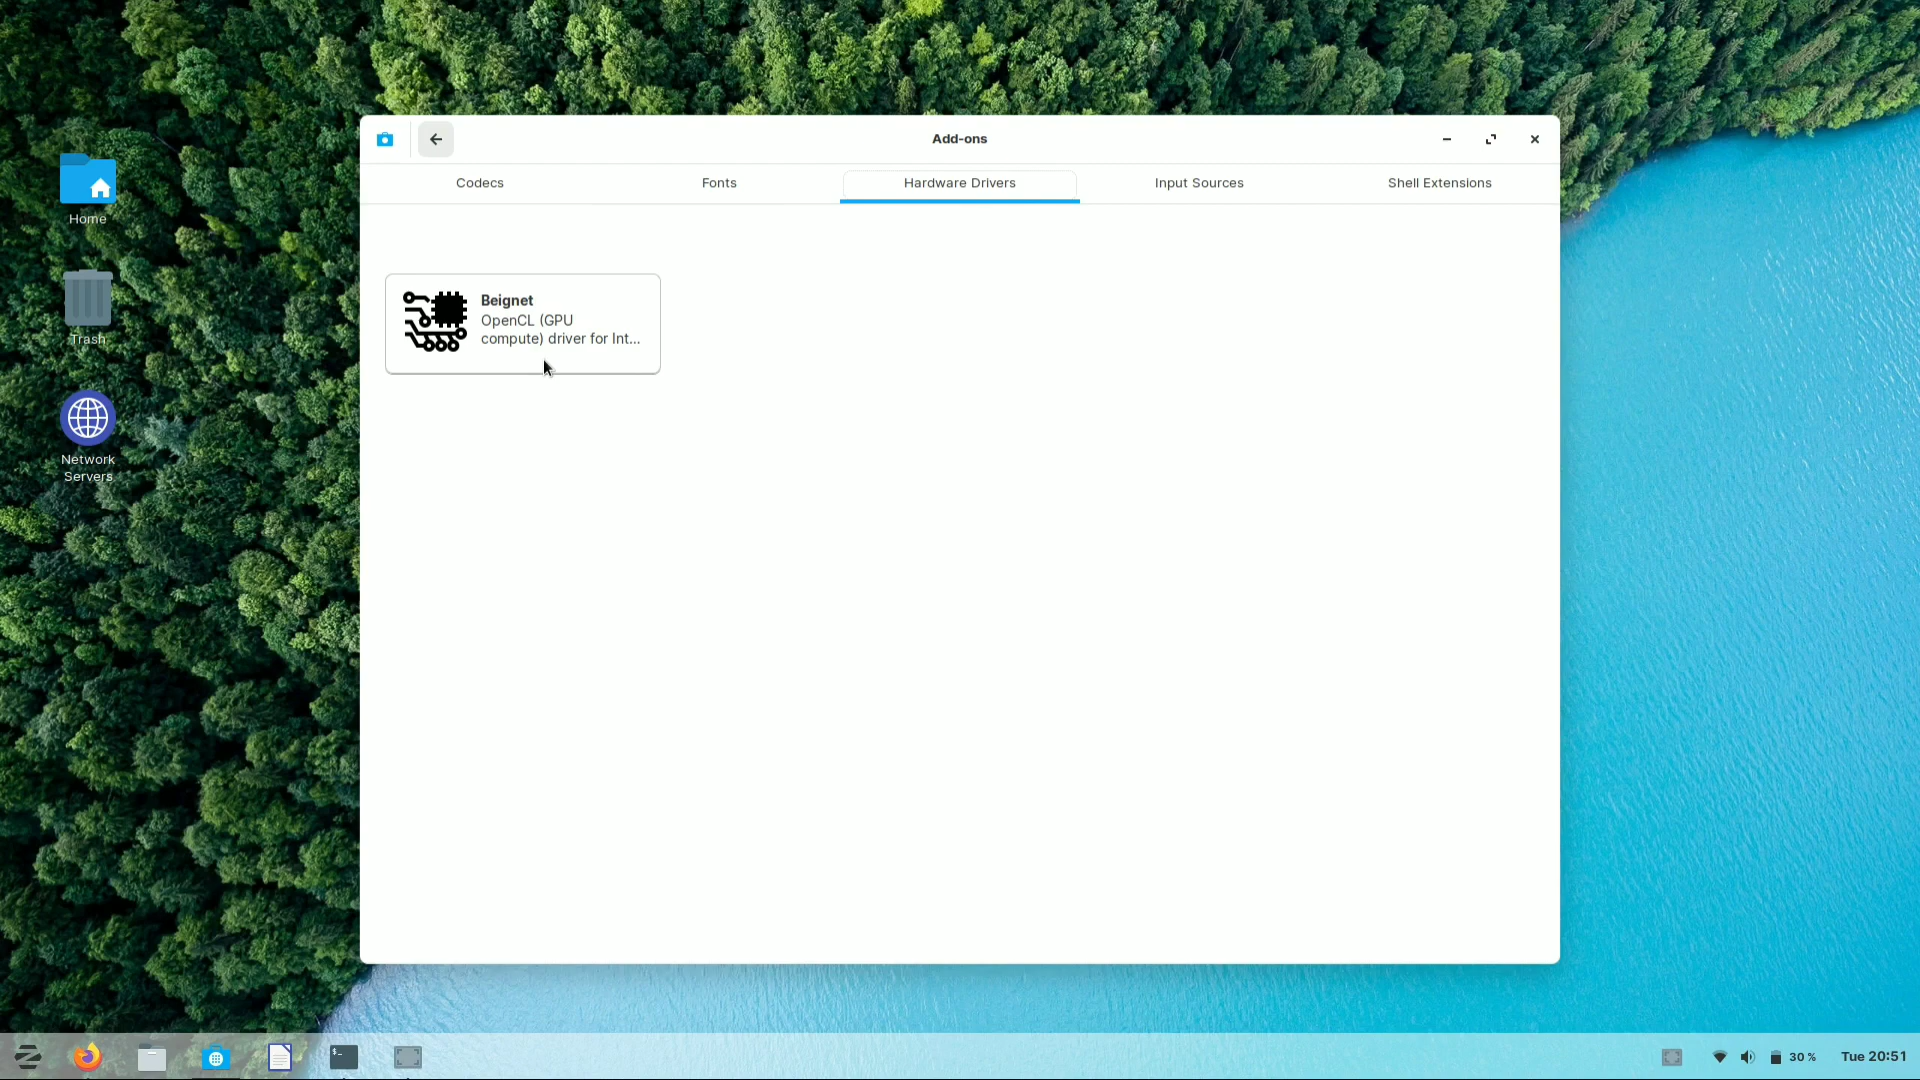 Add-ons
Codecs
Fonts
Hardware Drivers
Input Sources
Shell Extensions
Beignet
OpenCL (GPU
compute) driver for Int...
Home
Trash
Network
Servers
$-
30 %
Tue 20:51